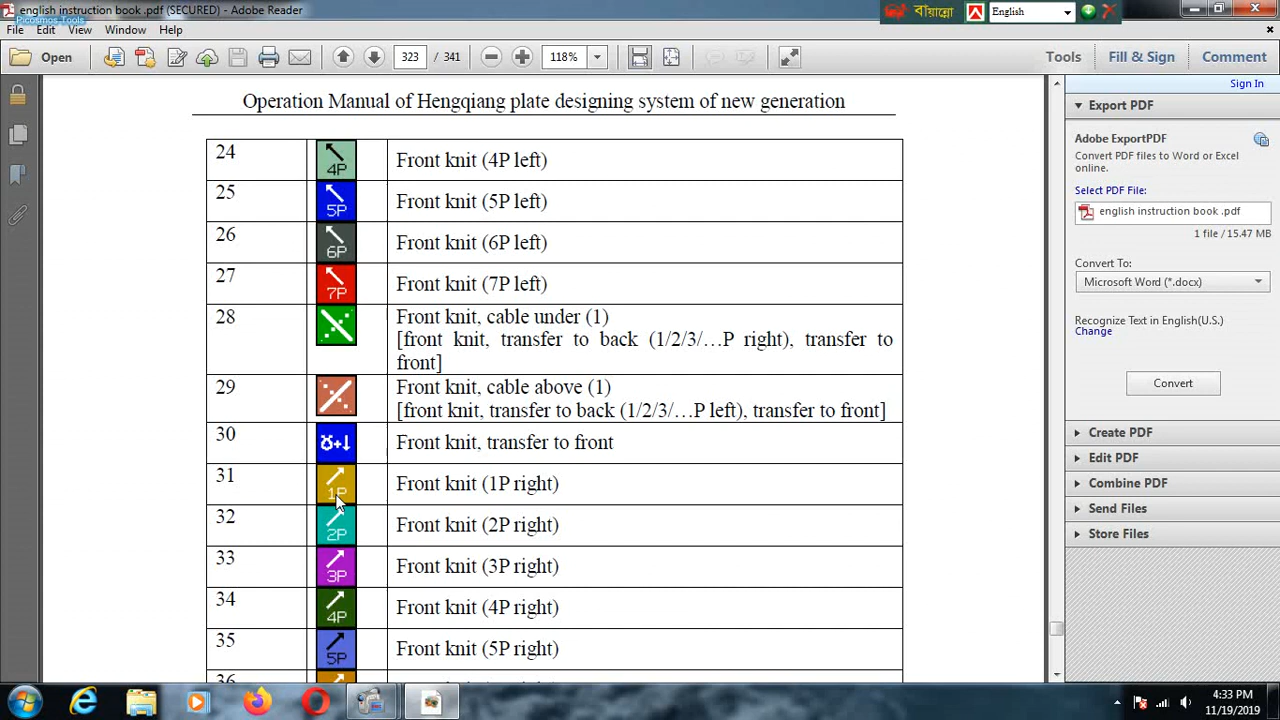 english instruction book .pdf (SECURED) - Adobe Reader
Picosmos Tools
বায়ান্নো
English
File Edit View Window Help
Open
323 / 341
118%
Tools
Fill & Sign
Comment
Operation Manual of Hengqiang plate designing system of new generation
24 4P Front knit (4P left)
25 5P Front knit (5P left)
26 6P Front knit (6P left)
27 7P Front knit (7P left)
28 Front knit, cable under (1)
[front knit, transfer to back (1/2/3/…P right), transfer to
front]
29 Front knit, cable above (1)
[front knit, transfer to back (1/2/3/…P left), transfer to front]
30 Front knit, transfer to front
31 1P Front knit (1P right)
32 2P Front knit (2P right)
33 3P Front knit (3P right)
34 4P Front knit (4P right)
35 5P Front knit (5P right)
36
Sign In
Export PDF
Adobe ExportPDF
Convert PDF files to Word or Excel
online.
Select PDF File:
english instruction book .pdf
1 file / 15.47 MB
Convert To:
Microsoft Word (*.docx)
Recognize Text in English(U.S.)
Change
Convert
Create PDF
Edit PDF
Combine PDF
Send Files
Store Files
4:33 PM
11/19/2019